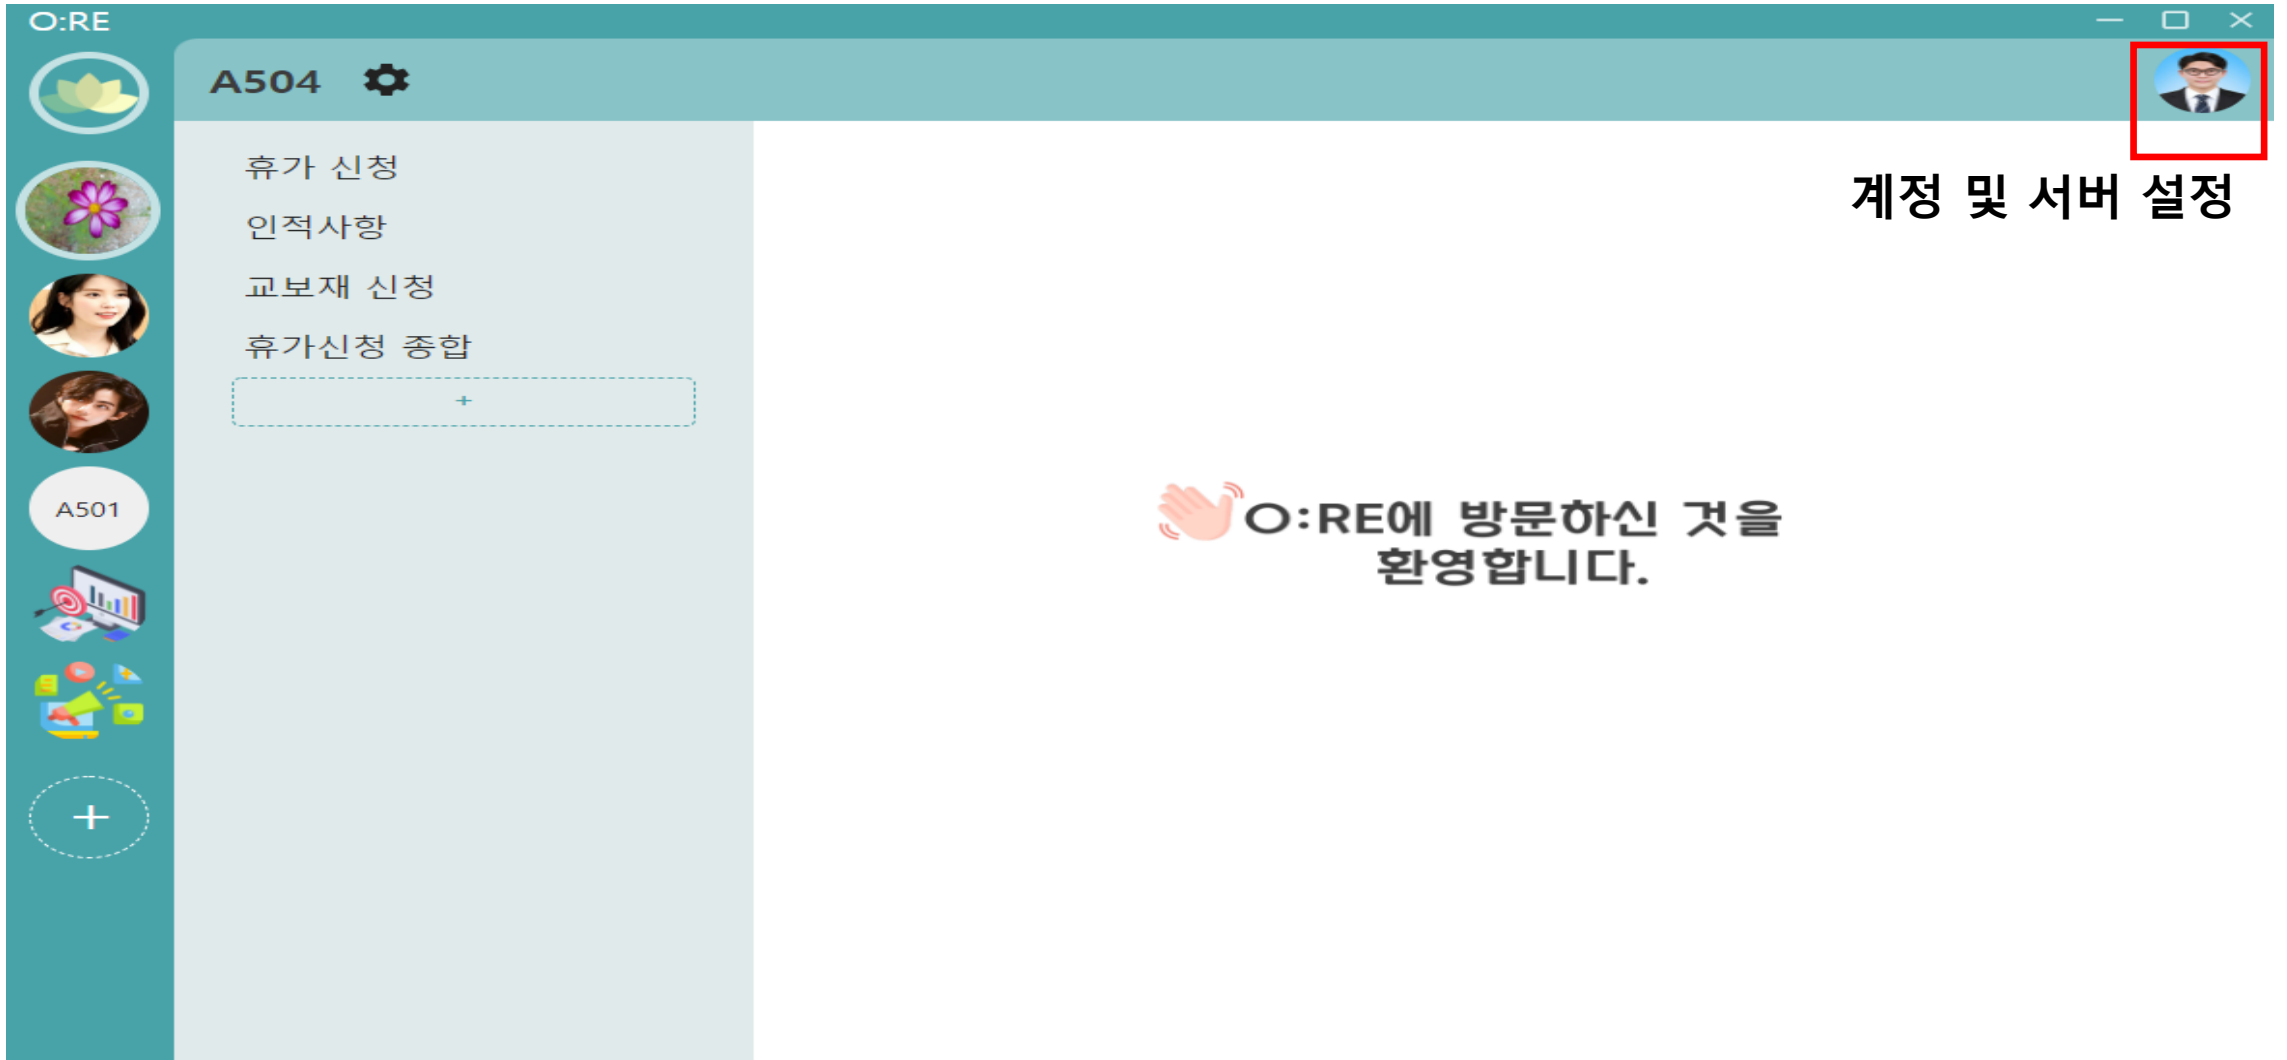 O:RE
A504
휴가 신청
인적사항
교보재 신청
휴가신청 종합
+
A501
+
계정 및 서버 설정
O:RE에 방문하신 것을
환영합니다.